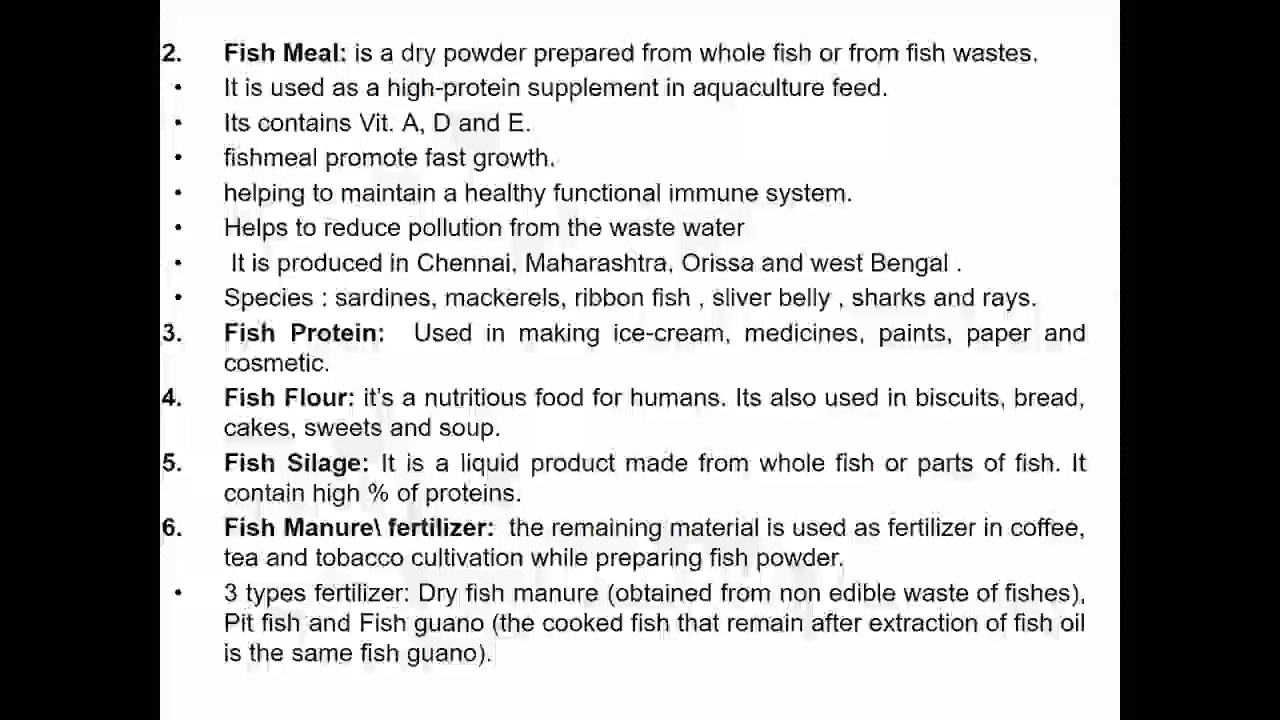 2. Fish Meal: is a dry powder prepared from whole fish or from fish wastes.
• It is used as a high-protein supplement in aquaculture feed.
• Its contains Vit. A, D and E.
• fishmeal promote fast growth.
• helping to maintain a healthy functional immune system.
• Helps to reduce pollution from the waste water
• It is produced in Chennai, Maharashtra, Orissa and west Bengal .
• Species : sardines, mackerels, ribbon fish , sliver belly , sharks and rays.
3. Fish Protein: Used in making ice-cream, medicines, paints, paper and
cosmetic.
4. Fish Flour: it's a nutritious food for humans. Its also used in biscuits, bread,
cakes, sweets and soup.
5. Fish Silage: It is a liquid product made from whole fish or parts of fish. It
contain high % of proteins.
6. Fish Manure\ fertilizer: the remaining material is used as fertilizer in coffee,
tea and tobacco cultivation while preparing fish powder.
• 3 types fertilizer: Dry fish manure (obtained from non edible waste of fishes),
Pit fish and Fish guano (the cooked fish that remain after extraction of fish oil
is the same fish guano).